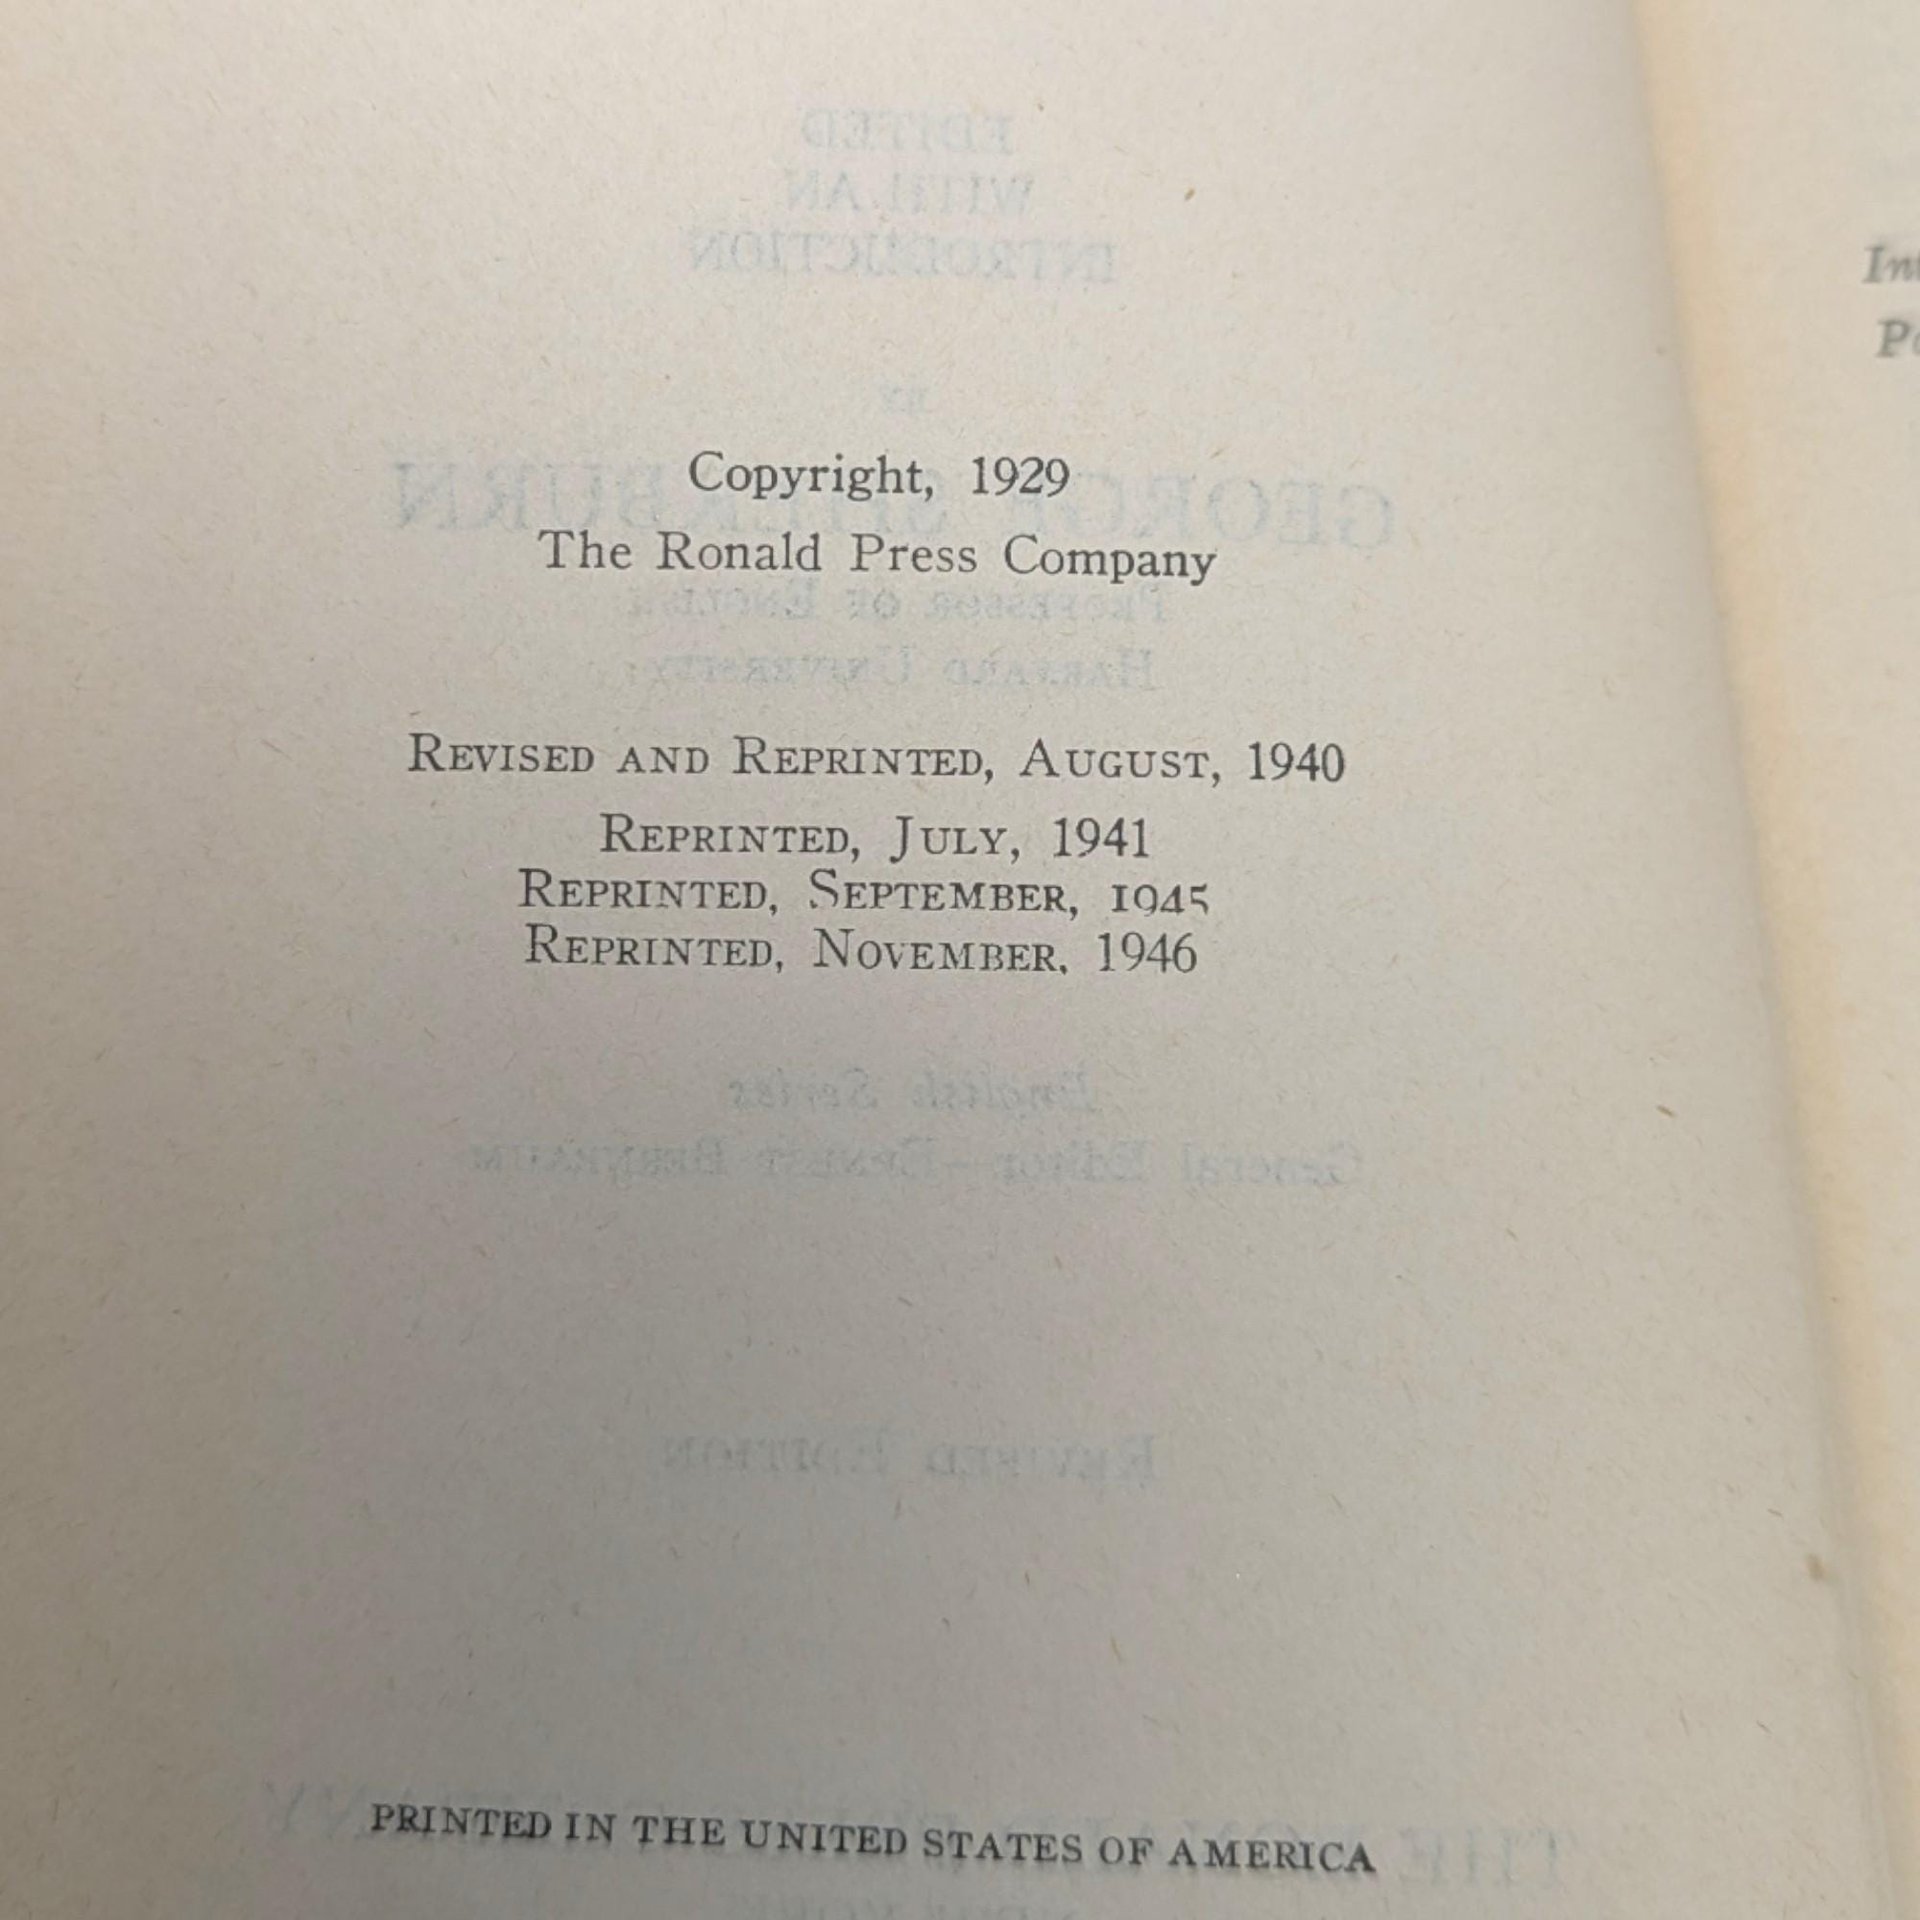 Copyright, 1929
The Ronald Press Company
REVISED AND REPRINTED, AUGUST, 1940
REPRINTED, JULY, 1941
REPRINTED, SEPTEMBER, 1945
REPRINTED, NOVEMBER, 1946
PRINTED IN THE UNITED STATES OF AMERICA